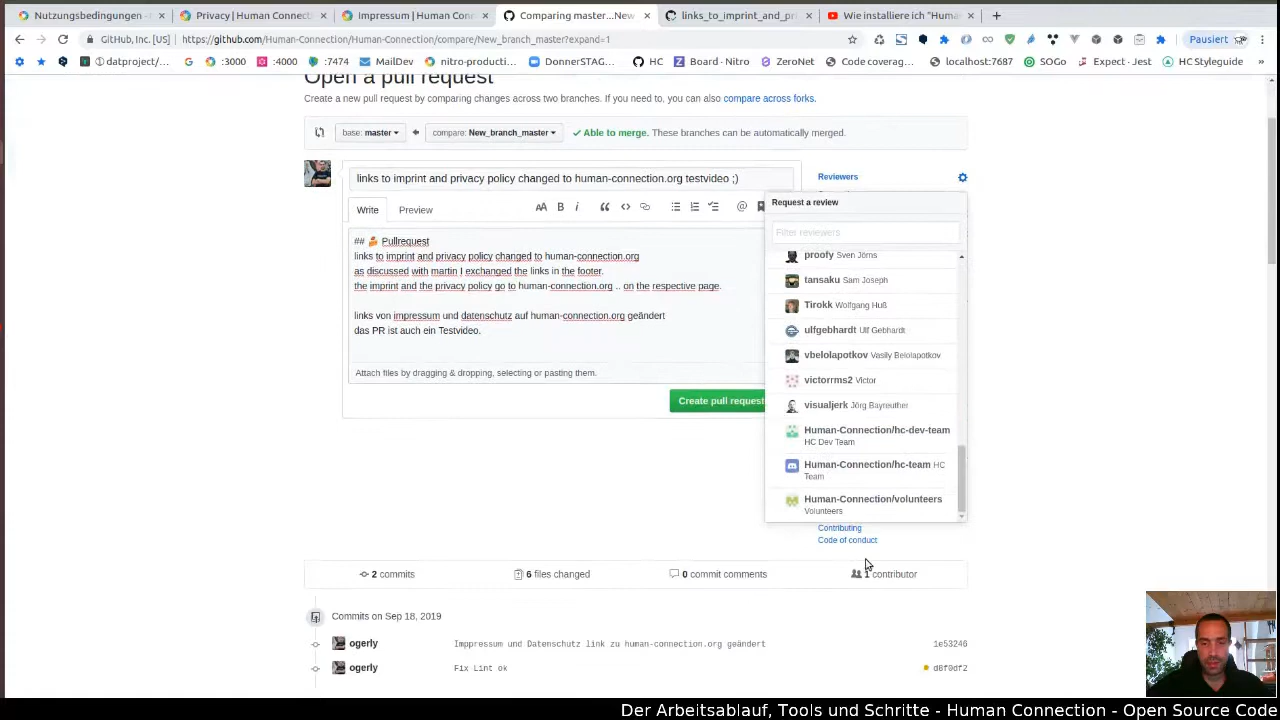 Nutzungsbedingungen -
Privacy | Human Connecti
Impressum | Human Conn
Comparing master...New
links_to_imprint_and_pri
Wie installiere ich "Huma
GitHub, Inc. [US]
https://github.com/Human-Connection/Human-Connection/compare/New_branch_master?expand=1
Pausiert
datproject/...
:3000
:4000
:7474
MailDev
nitro-producti...
DonnerSTAG...
HC
Board · Nitro
ZeroNet
Code coverag...
localhost:7687
SOGo
Expect · Jest
HC Styleguide
Open a pull request
Create a new pull request by comparing changes across two branches. If you need to, you can also compare across forks.
base: master
compare: New_branch_master
✓ Able to merge. These branches can be automatically merged.
links to imprint and privacy policy changed to human-connection.org testvideo ;)
Reviewers
Write
Preview
Request a review
Filter reviewers
## 🍰 Pullrequest
links to imprint and privacy policy changed to human-connection.org
as discussed with martin I exchanged the links in the footer.
the imprint and the privacy policy go to human-connection.org .. on the respective page.
links von impressum und datenschutz auf human-connection.org geändert
das PR ist auch ein Testvideo.
Attach files by dragging & dropping, selecting or pasting them.
Create pull request
proofy Sven Jöms
tansaku Sam Joseph
Tirokk Wolfgang Huß
ulfgebhardt Ulf Gebhardt
vbelolapotkov Vasily Belolapotkov
victorrms2 Victor
visualjerk Jörg Bayreuther
Human-Connection/hc-dev-team
HC Dev Team
Human-Connection/hc-team HC
Team
Human-Connection/volunteers
Volunteers
Contributing
Code of conduct
2 commits
6 files changed
0 commit comments
1 contributor
Commits on Sep 18, 2019
ogerly
Imppressum und Datenschutz link zu human-connection.org geändert
1e53246
ogerly
Fix Lint ok
d8f0df2
Der Arbeitsablauf, Tools und Schritte - Human Connection - Open Source Code